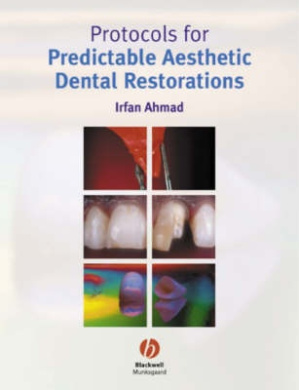 Protocols for
Predictable Aesthetic
Dental Restorations
Irfan Ahmad
Blackwell
Munksgaard